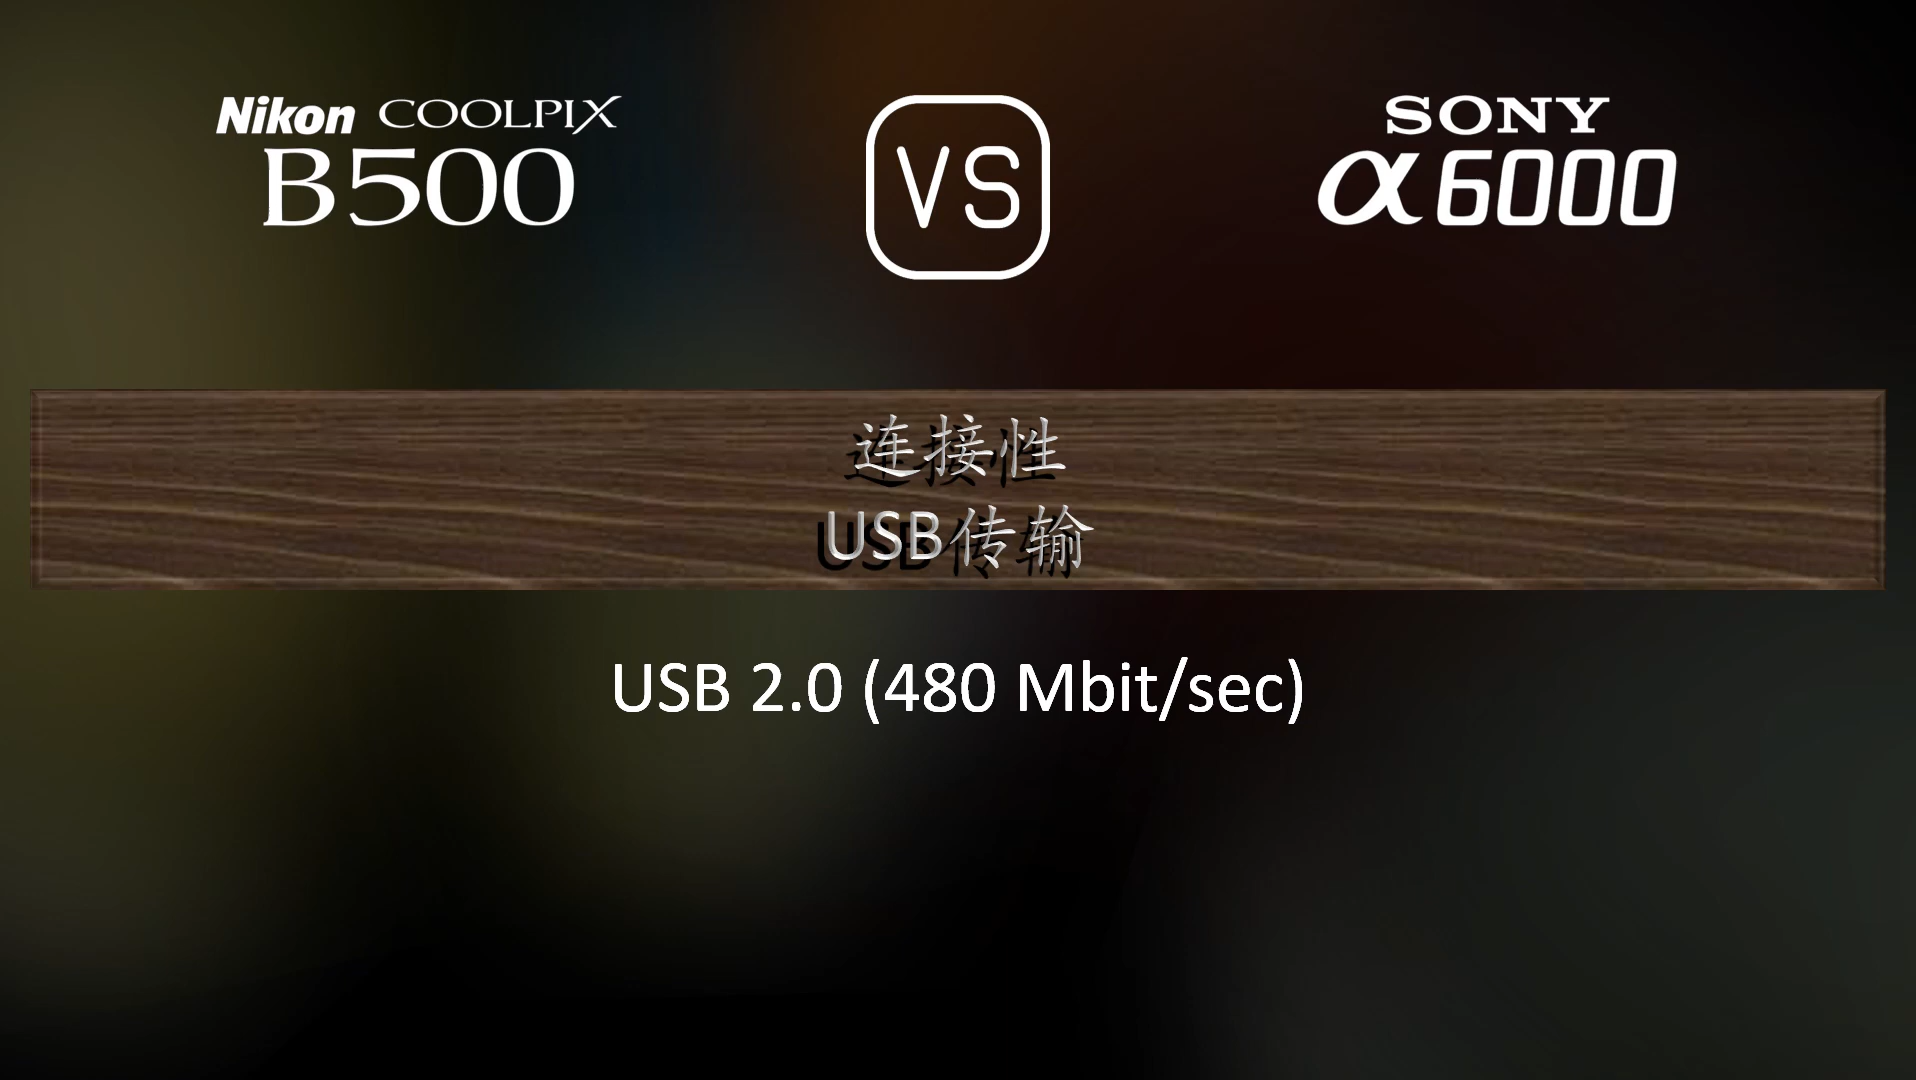 Nikon COOLPIX
B500
VS
SONY
α6000
连接性
USB传输
USB 2.0 (480 Mbit/sec)